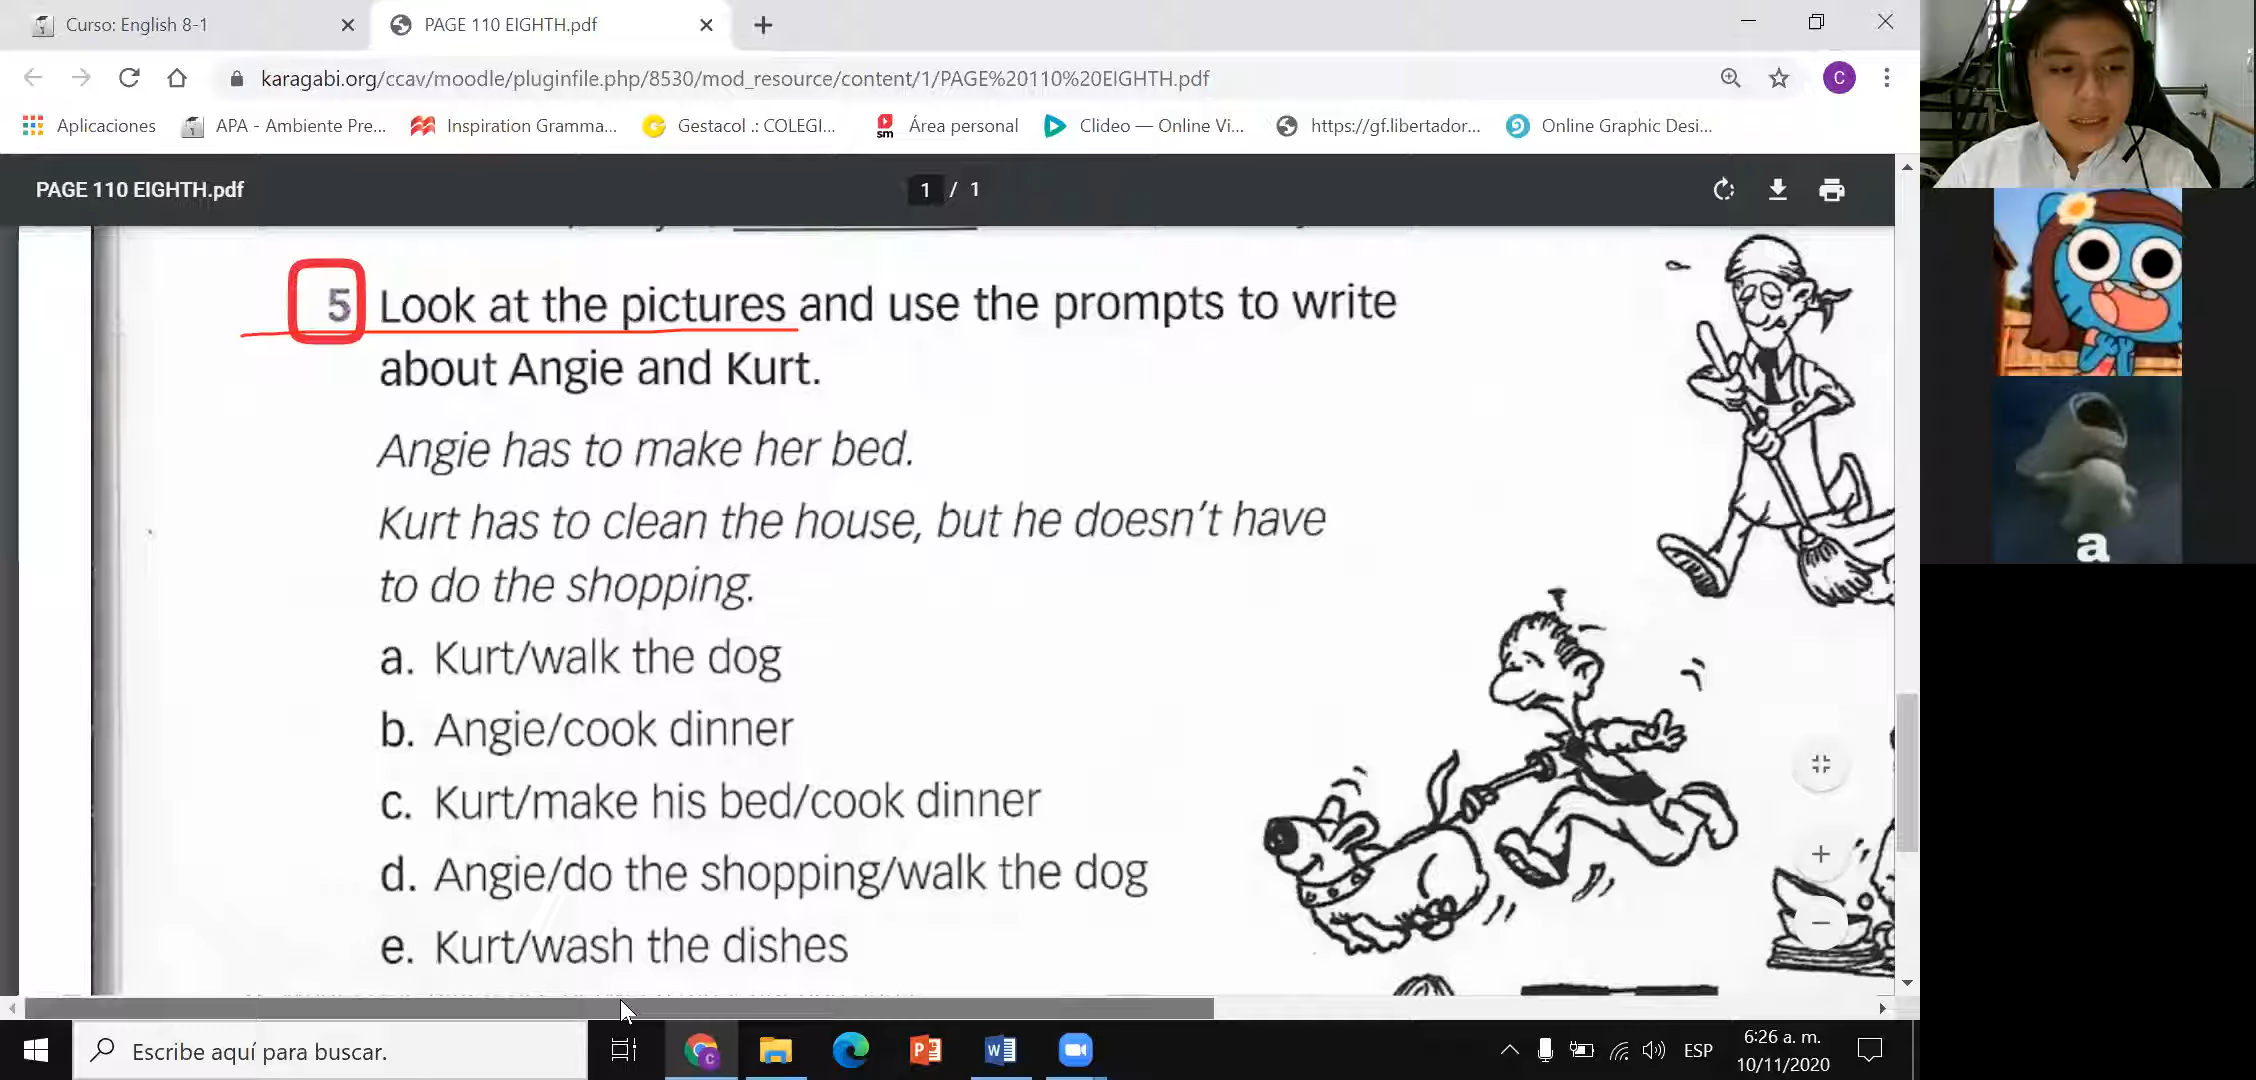 Curso: English 8-1
PAGE 110 EIGHTH.pdf
karagabi.org/ccav/moodle/pluginfile.php/8530/mod_resource/content/1/PAGE%20110%20EIGHTH.pdf
C
Aplicaciones
APA - Ambiente Pre...
Inspiration Gramma...
Gestacol .: COLEGI...
sm
Área personal
Clideo — Online Vi...
https://gf.libertador...
Online Graphic Desi...
PAGE 110 EIGHTH.pdf
1 / 1
5 Look at the pictures and use the prompts to write
about Angie and Kurt.
Angie has to make her bed.
Kurt has to clean the house, but he doesn't have
to do the shopping.
a. Kurt/walk the dog
b. Angie/cook dinner
c. Kurt/make his bed/cook dinner
d. Angie/do the shopping/walk the dog
e. Kurt/wash the dishes
a
Escribe aquí para buscar.
ESP
6:26 a. m.
10/11/2020